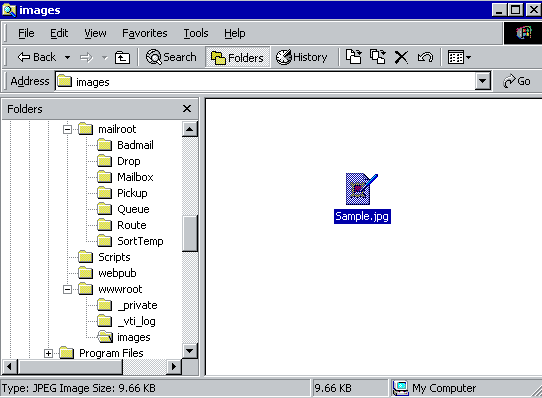 images
File Edit View Favorites Tools Help
Back Search Folders History
Address images Go
Folders
mailroot
Badmail
Drop
Mailbox
Pickup
Queue
Route
SortTemp
Scripts
webpub
wwwroot
_private
_vti_log
images
Program Files
Sample.jpg
Type: JPEG Image Size: 9.66 KB 9.66 KB My Computer